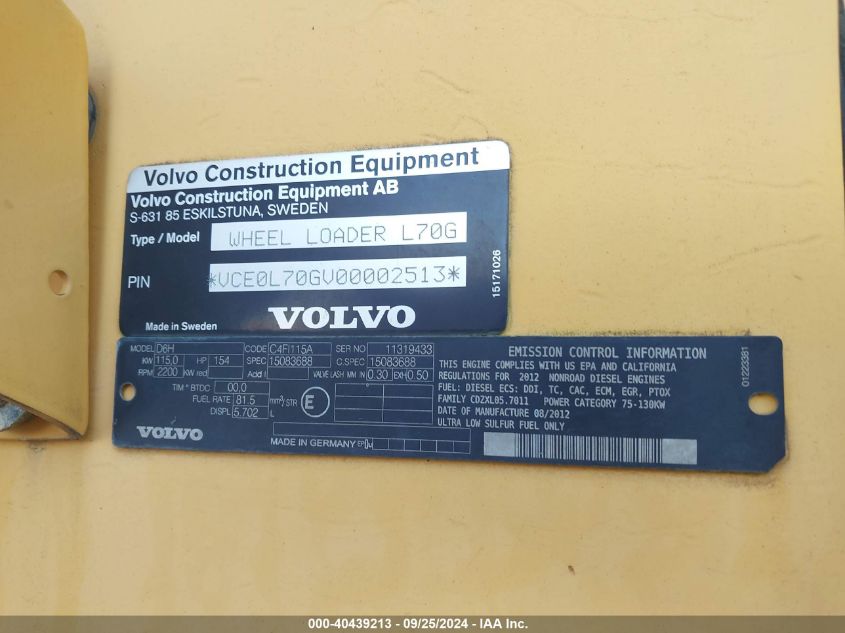 Volvo Construction Equipment
Volvo Construction Equipment AB
S-631 85 ESKILSTUNA, SWEDEN
Type / Model WHEEL LOADER L70G
PIN *VCE0L70GV00002513*
VOLVO
Made in Sweden
15171026
MODEL D6H CODE C4F|115A SER NO 11319433
KW 115,0 HP 154 SPEC 15083688 C.SPEC 15083688
RPM 2200 KW red Add1 VALVE LASH MM IN 0.30 EXH 0.50
TIM ° BTDC 00.0
FUEL RATE 81.5 mm³/STR E
DISPL 5.702 L
VOLVO
MADE IN GERMANY
EMISSION CONTROL INFORMATION
THIS ENGINE COMPLIES WITH US EPA AND CALIFORNIA
REGULATIONS FOR 2012 NONROAD DIESEL ENGINES
FUEL: DIESEL ECS: DDI, TC, CAC, ECM, EGR, PTOX
FAMILY CDZXL05.7011 POWER CATEGORY 75-130KW
DATE OF MANUFACTURE 08/2012
ULTRA LOW SULFUR FUEL ONLY
01223381
000-40439213 - 09/25/2024 - IAA Inc.